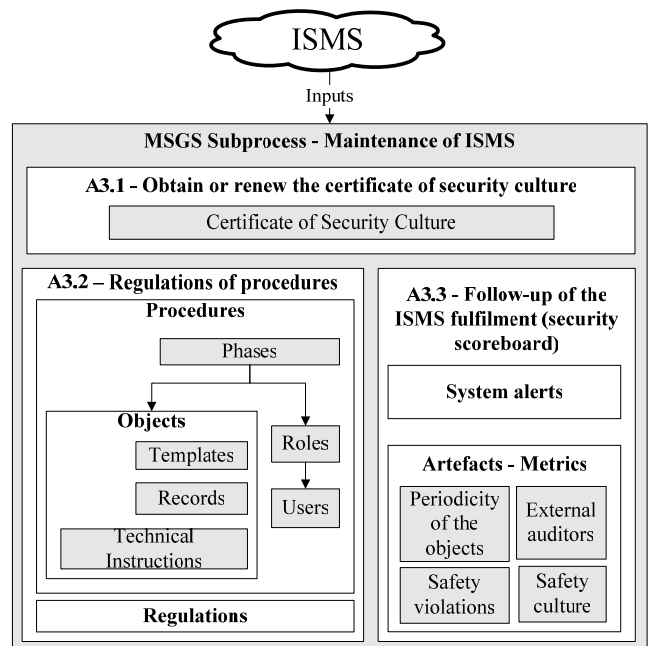 ISMS
Inputs
MSGS Subprocess - Maintenance of ISMS
A3.1 - Obtain or renew the certificate of security culture
Certificate of Security Culture
A3.2 – Regulations of procedures
Procedures
Phases
Objects
Templates
Records
Technical
Instructions
Roles
Users
Regulations
A3.3 - Follow-up of the
ISMS fulfilment (security
scoreboard)
System alerts
Artefacts - Metrics
Periodicity
of the
objects
External
auditors
Safety
violations
Safety
culture